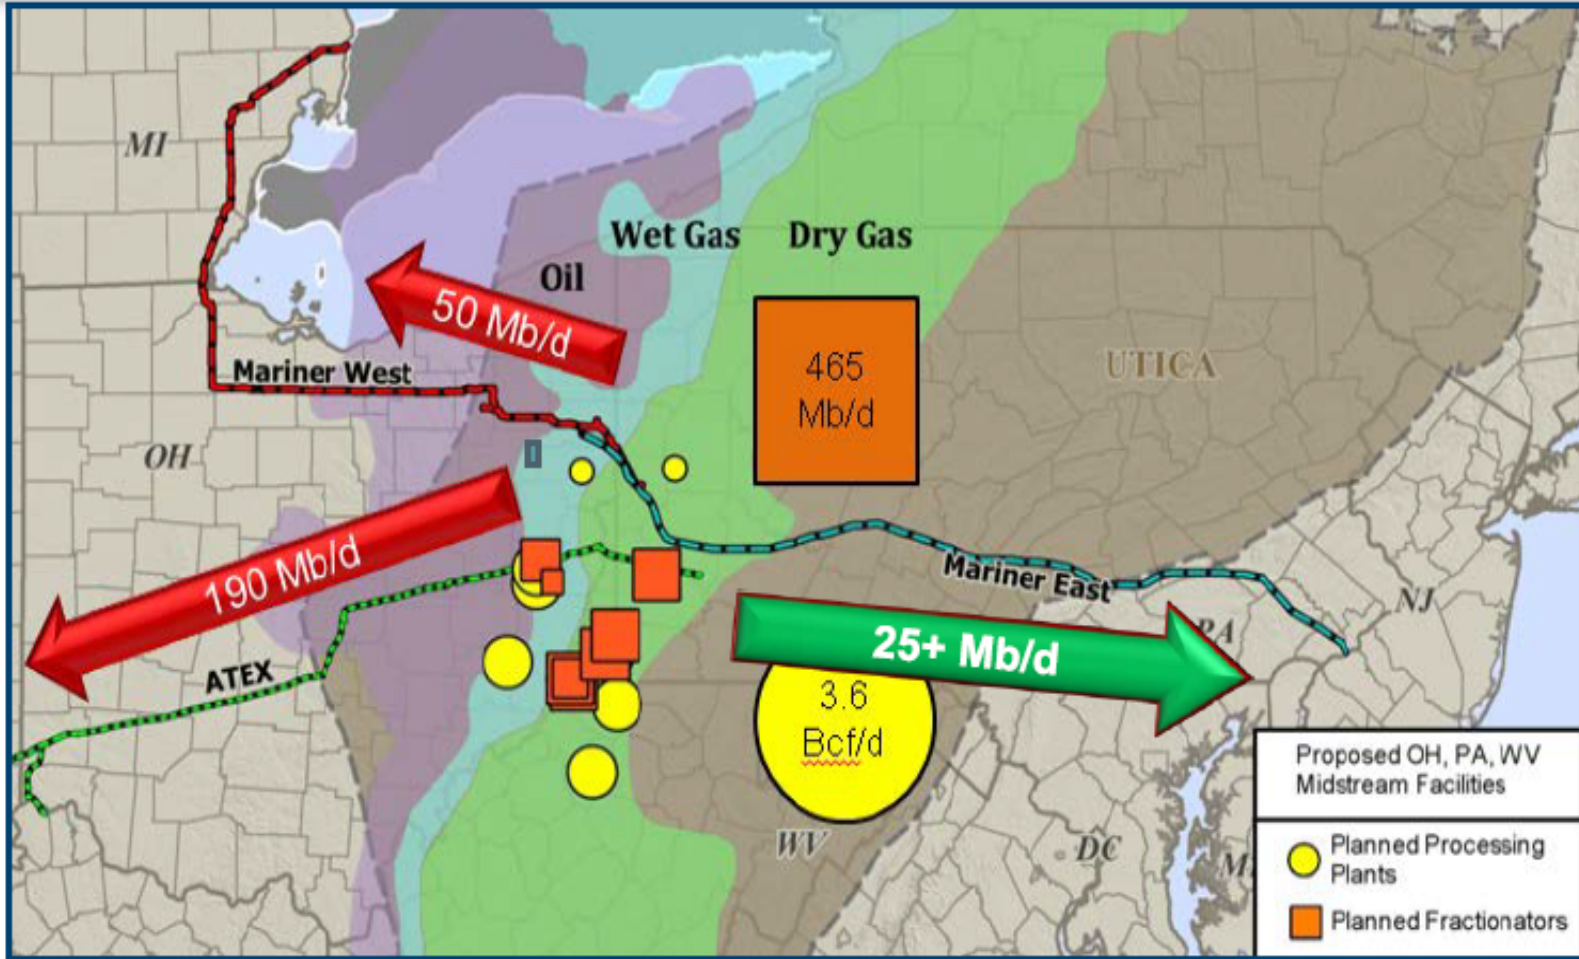 MI
Wet Gas
Dry Gas
Oil
50 Mb/d
Mariner West
465
Mb/d
UTICA
OH
190 Mb/d
Mariner East
NJ
PA
25+ Mb/d
ATEX
3.6
Bcf/d
WV
DC
Proposed OH, PA, WV
Midstream Facilities
Planned Processing
Plants
Planned Fractionators